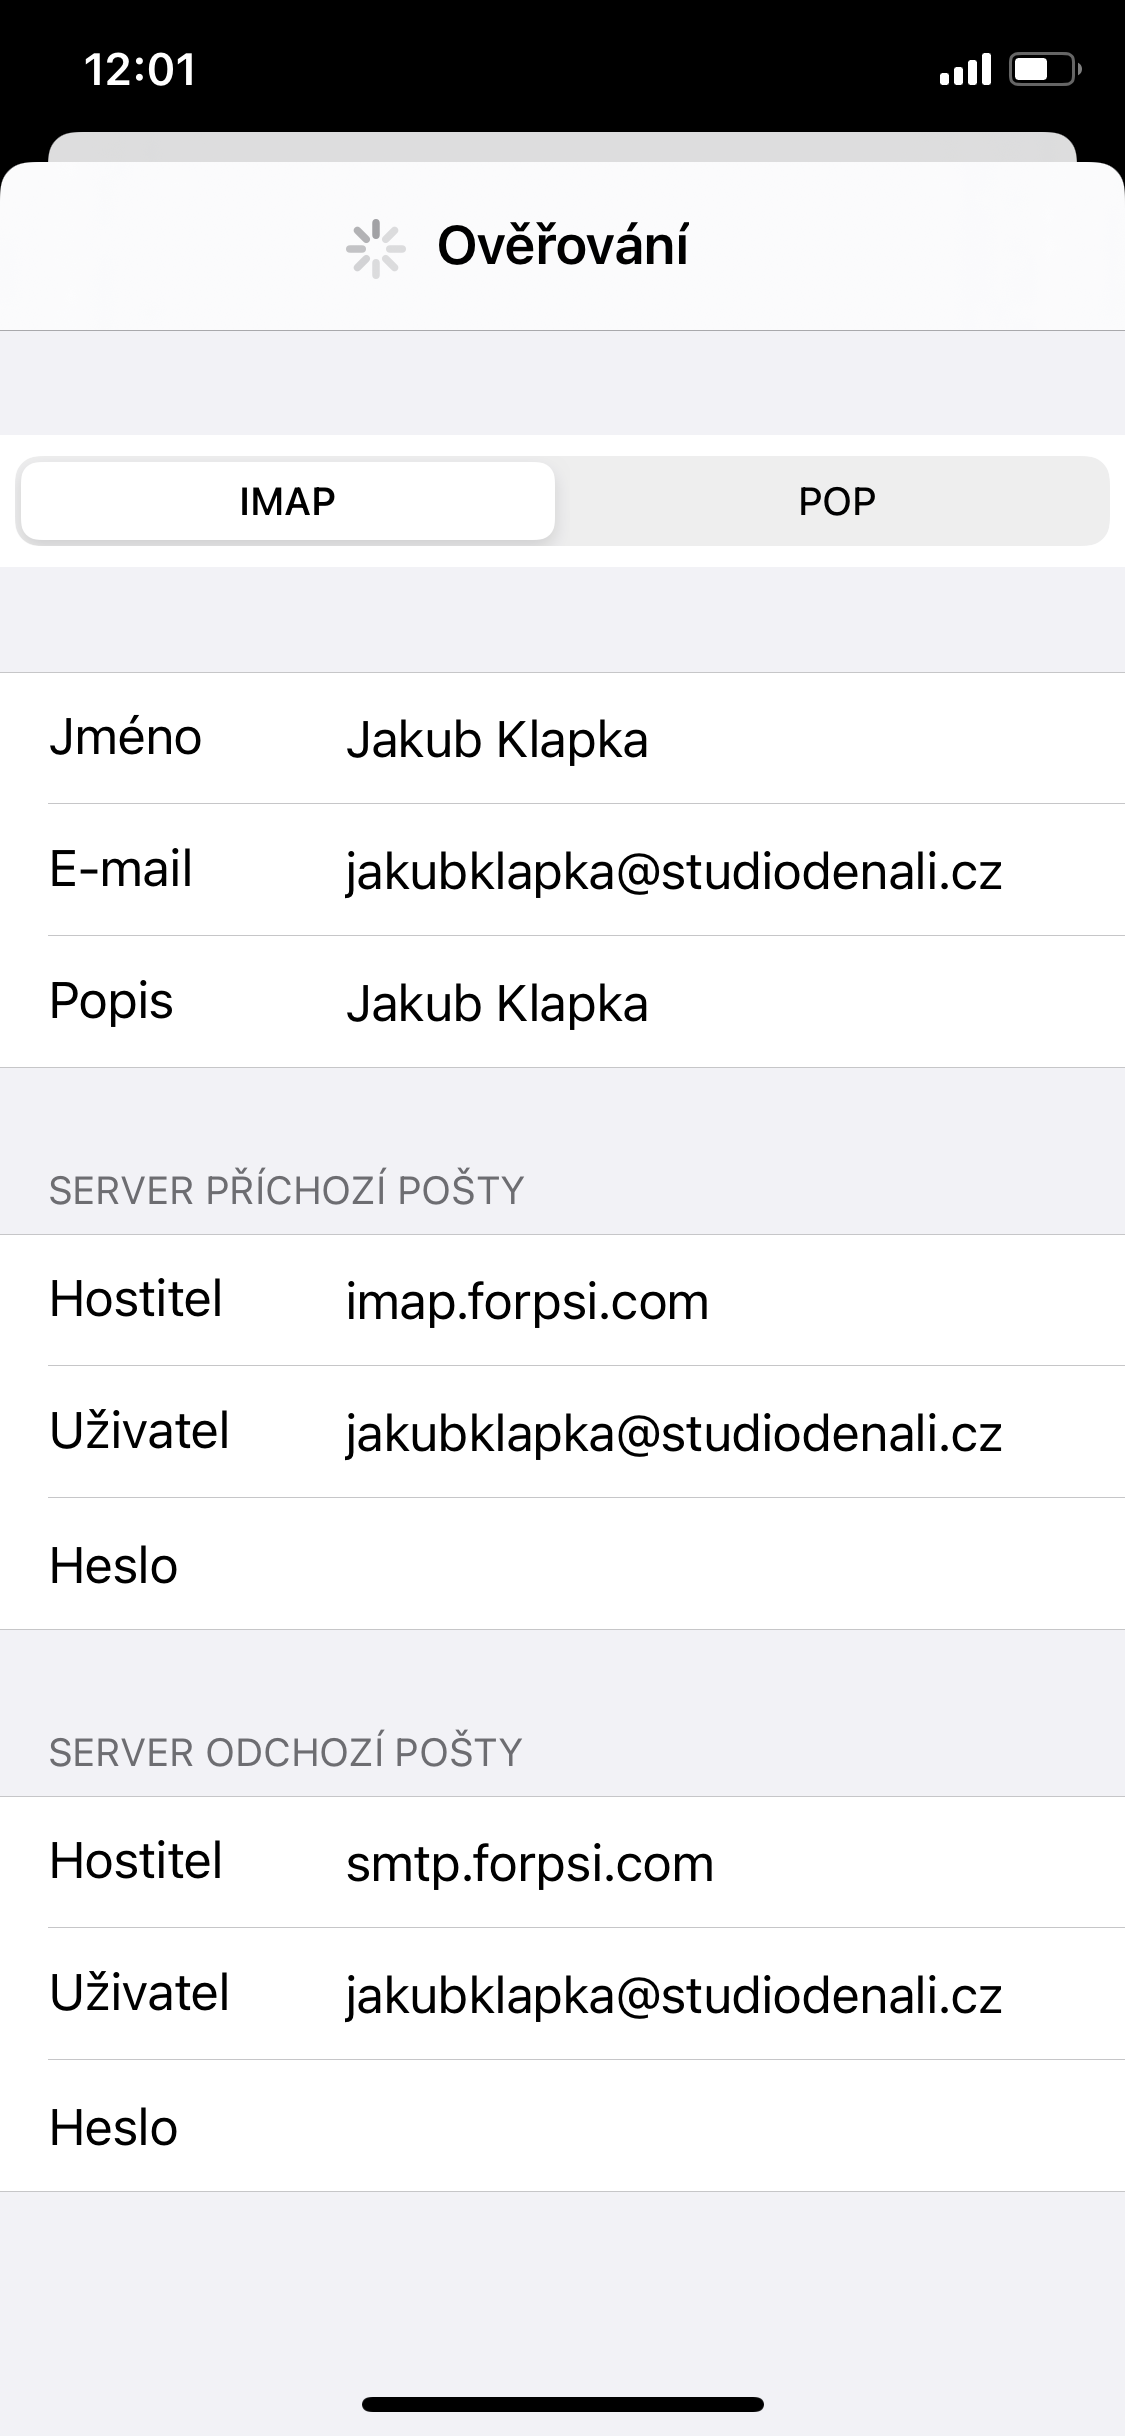 12:01
Ověřování
IMAP
POP
Jméno Jakub Klapka
E-mail jakubklapka@studiodenali.cz
Popis Jakub Klapka
SERVER PŘÍCHOZÍ POŠTY
Hostitel imap.forpsi.com
Uživatel jakubklapka@studiodenali.cz
Heslo
SERVER ODCHOZÍ POŠTY
Hostitel smtp.forpsi.com
Uživatel jakubklapka@studiodenali.cz
Heslo